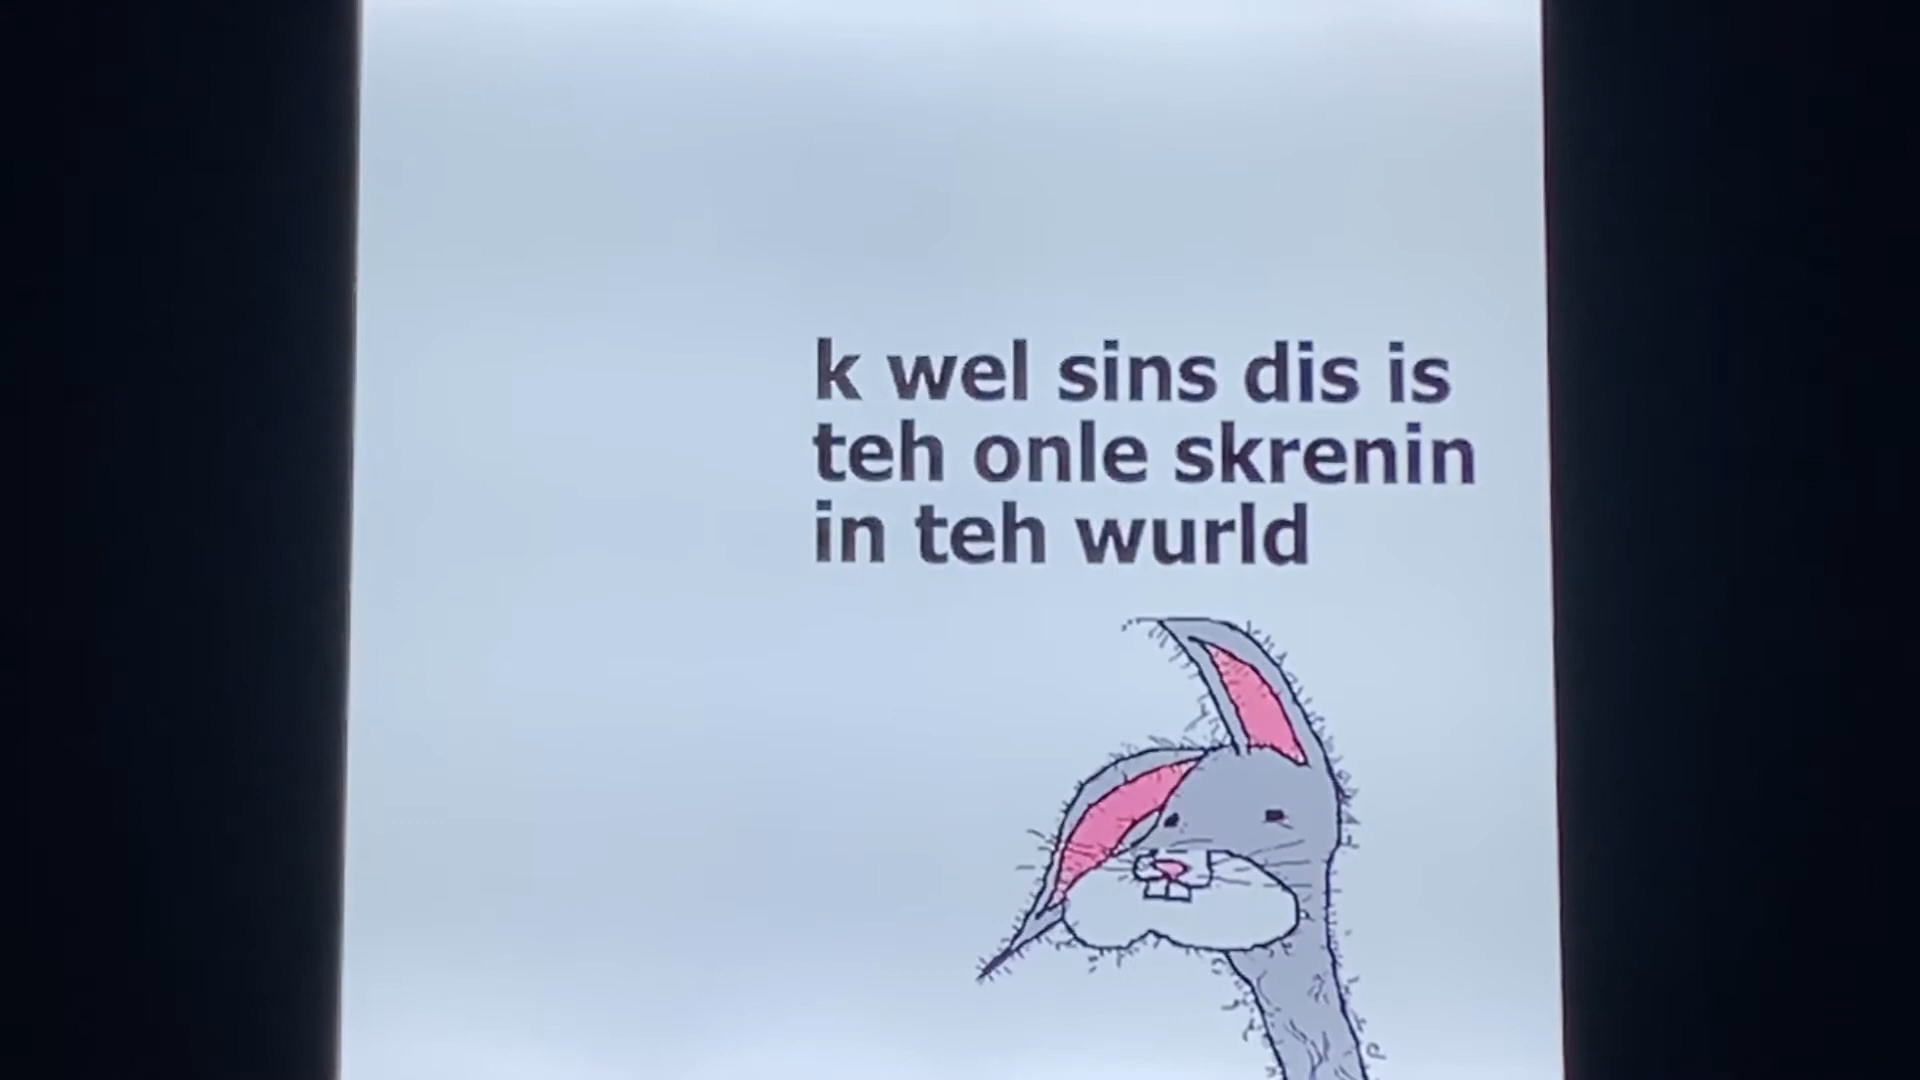 k wel sins dis is
teh onle skrenin
in teh wurld